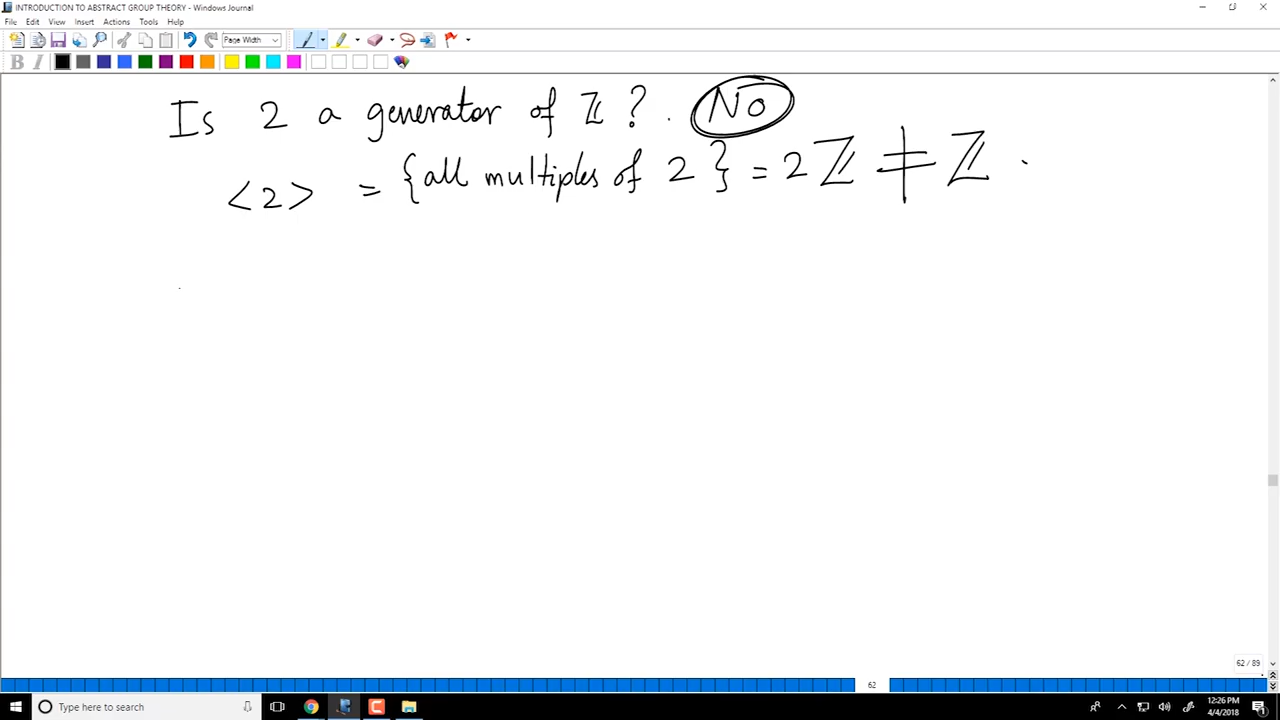 INTRODUCTION TO ABSTRACT GROUP THEORY - Windows Journal
File Edit View Insert Actions Tools Help
Page Width
B I
Is 2 a generator of ℤ ? . No
<2> = {all multiples of 2 } = 2ℤ ≠ ℤ .
62 / 89
62
Type here to search
12:26 PM
4/4/2018
1